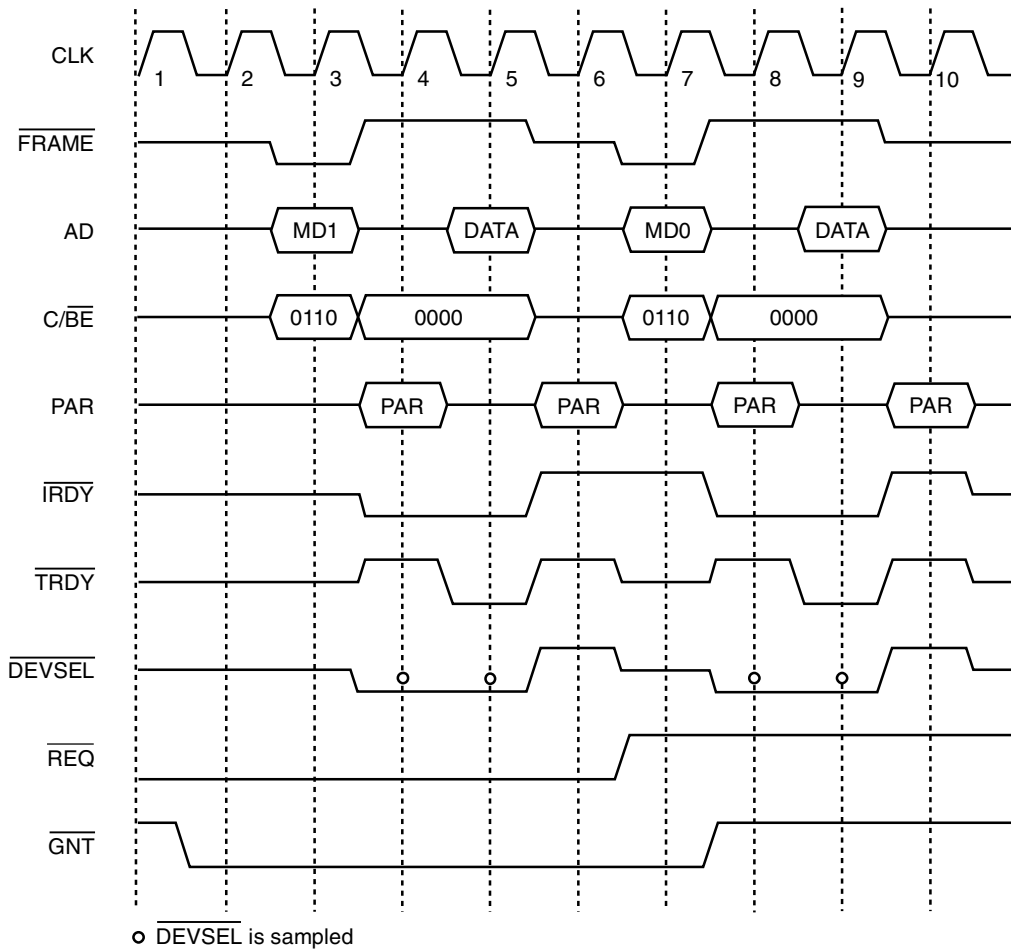 CLK
1 2 3 4 5 6 7 8 9 10
FRAME
AD
MD1 DATA MD0 DATA
C/BE
0110 0000 0110 0000
PAR
PAR PAR PAR PAR
IRDY
TRDY
DEVSEL
REQ
GNT
DEVSEL is sampled